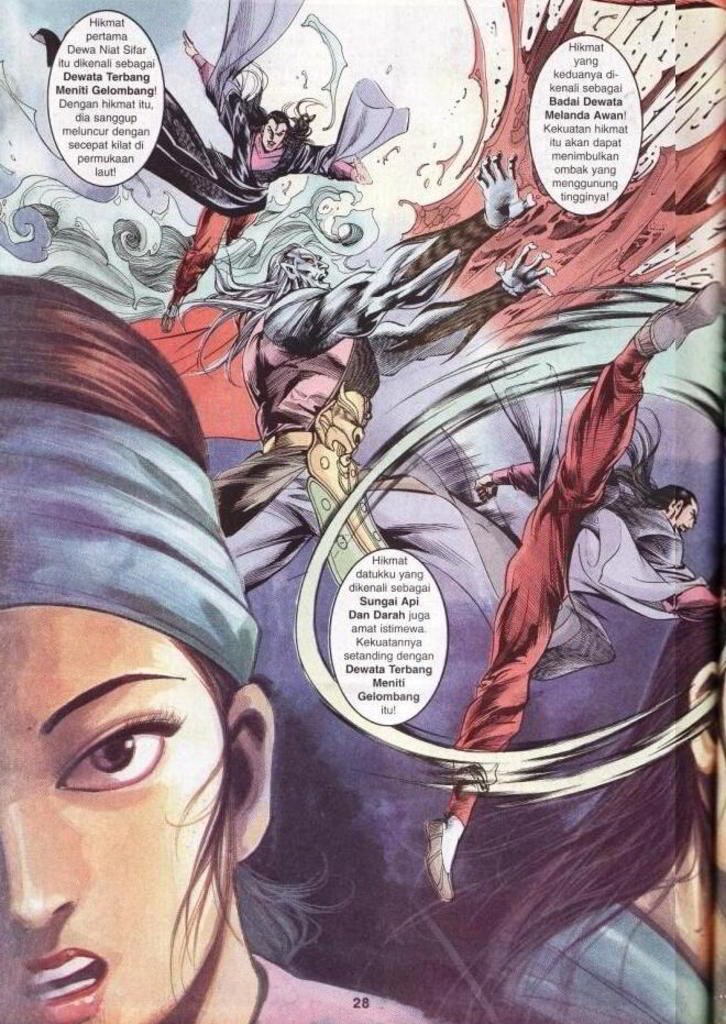 Hikmat
pertama
Dewa Niat Sifar
itu dikenali sebagai
Dewata Terbang
Meniti Gelombang!
Dengan hikmat itu,
dia sanggup
meluncur dengan
secepat kilat di
permukaan
laut!
Hikmat
yang
keduanya di-
kenali sebagai
Badai Dewata
Melanda Awan!
Kekuatan hikmat
itu akan dapat
menimbulkan
ombak yang
menggunung
tingginya!
Hikmat
datukku yang
dikenali sebagai
Sungai Api
Dan Darah juga
amat istimewa.
Kekuatannya
setanding dengan
Dewata Terbang
Meniti
Gelombang
itu!
28